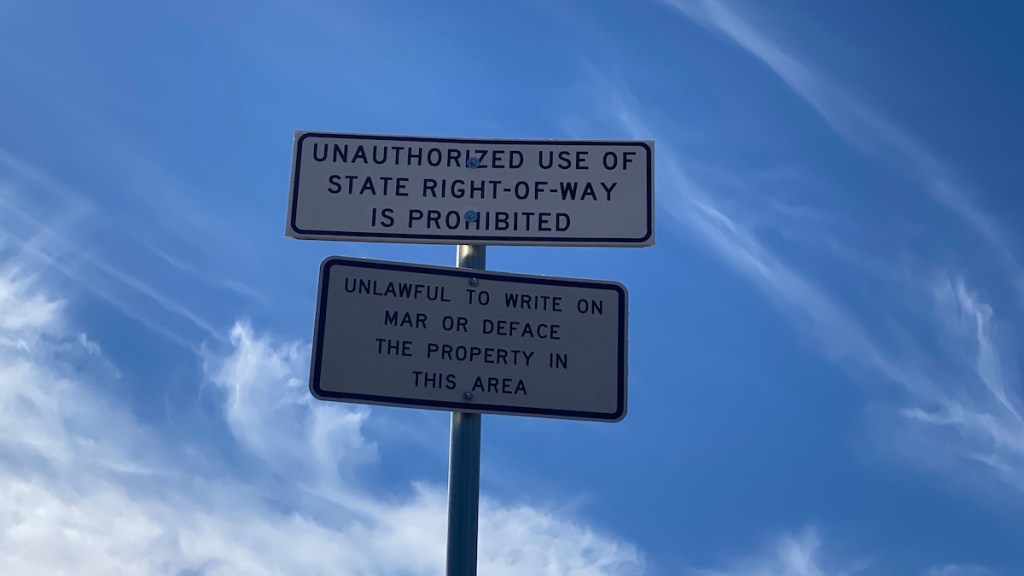 UNAUTHORIZED USE OF
STATE RIGHT-OF-WAY
IS PROHIBITED
UNLAWFUL TO WRITE ON
MAR OR DEFACE
THE PROPERTY IN
THIS AREA